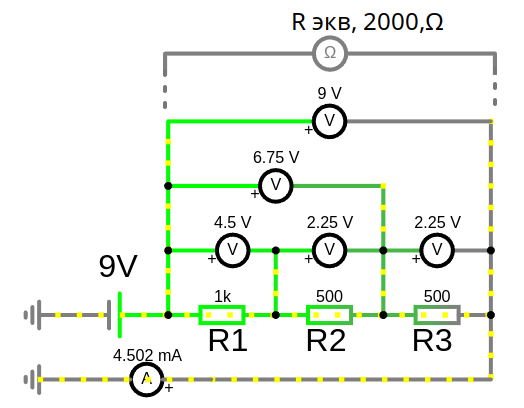 R экв, 2000,Ω
Ω
9 V
V
+
6.75 V
V
+
4.5 V 2.25 V 2.25 V
V V V
+ + +
9V
1k 500 500
R1 R2 R3
4.502 mA
A
+